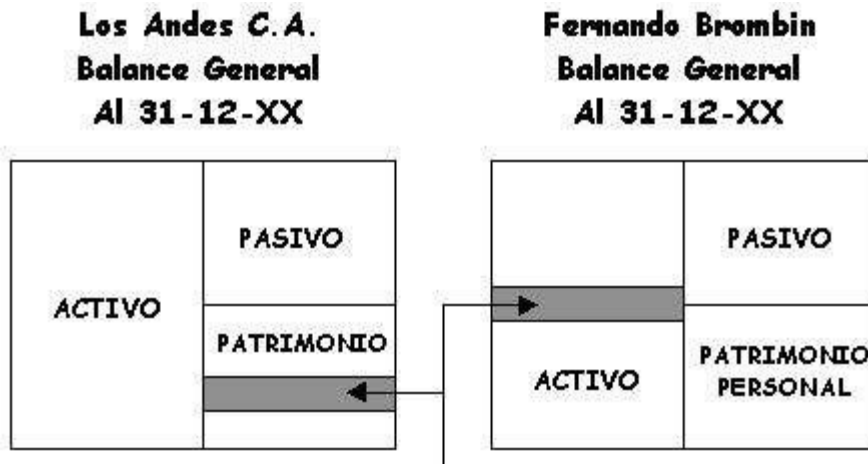 Los Andes C.A.
Balance General
Al 31-12-XX
Fernando Brombin
Balance General
Al 31-12-XX
ACTIVO
PASIVO
PATRIMONIO
PASIVO
ACTIVO
PATRIMONIO
PERSONAL